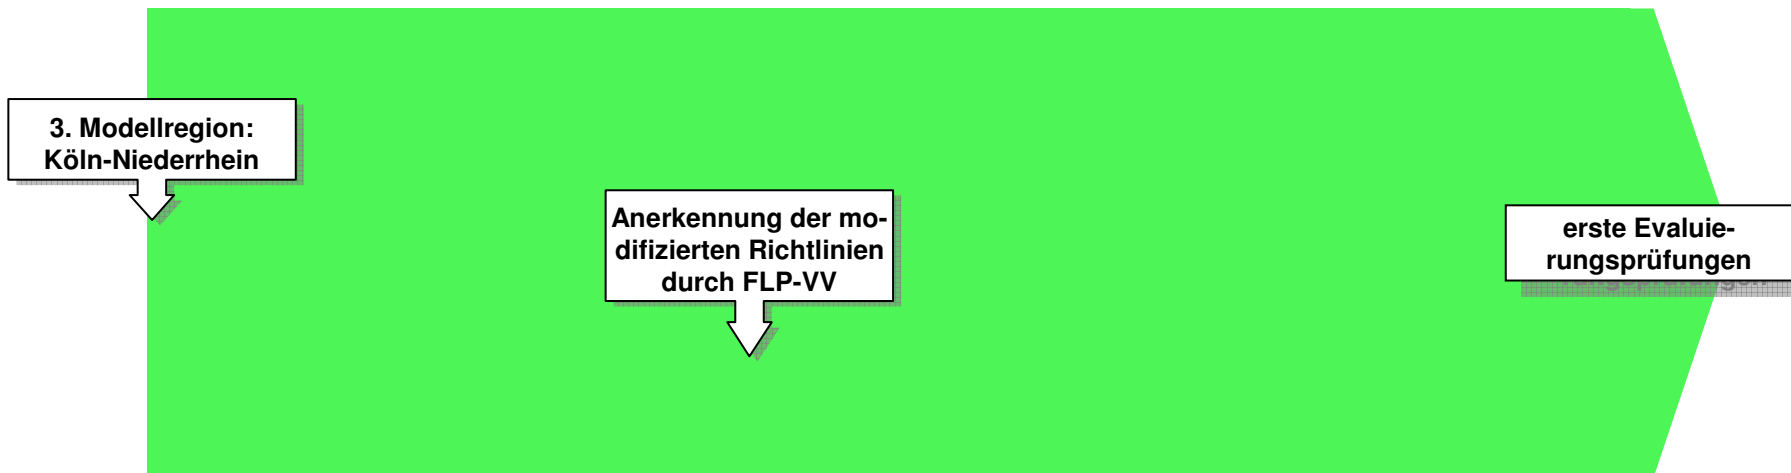 3. Modellregion:
Köln-Niederrhein
Anerkennung der mo-
difizierten Richtlinien
durch FLP-VV
erste Evaluie-
rungsprüfungen